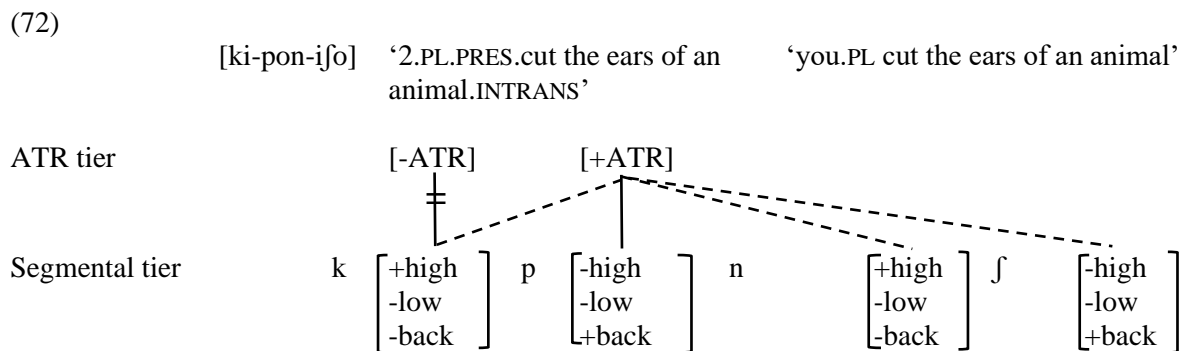 (72)
[ki-pon-iʃo] ‘2.PL.PRES.cut the ears of an ‘you.PL cut the ears of an animal’
animal.INTRANS’
ATR tier [-ATR] [+ATR]
Segmental tier k +high p -high n +high ʃ -high
-low -low -low -low
-back +back -back +back